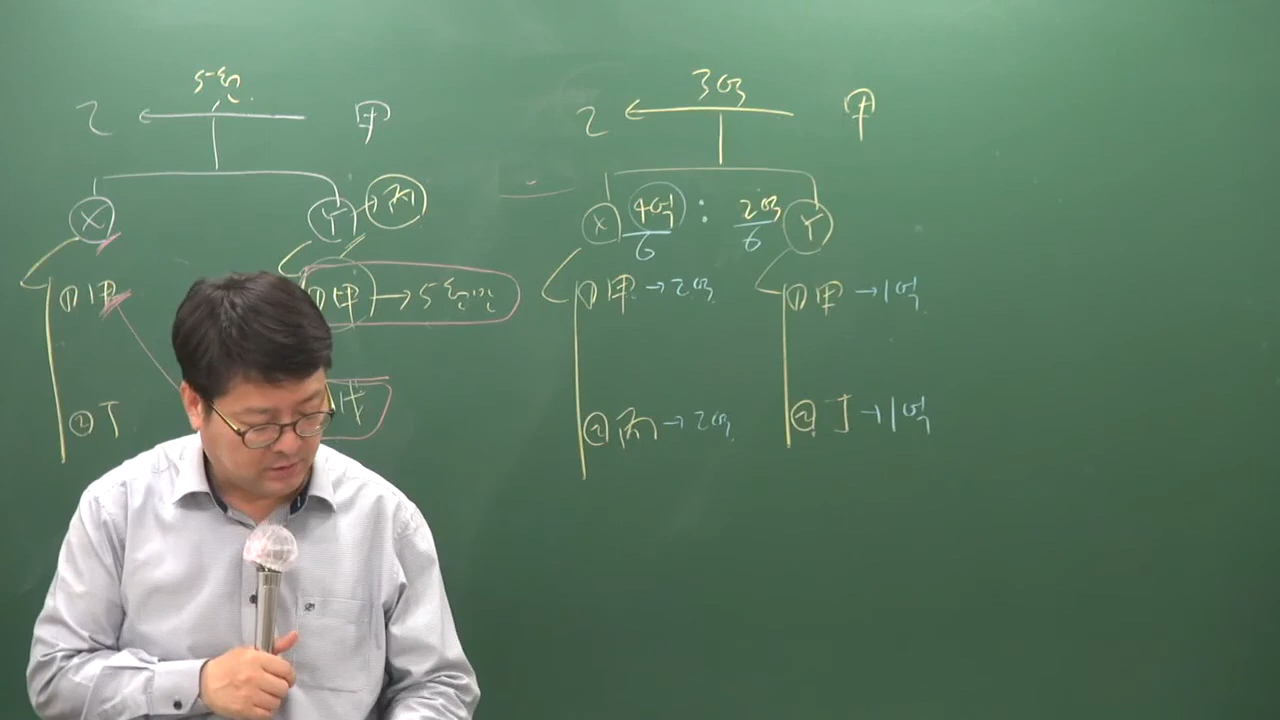 5천
乙 甲
X Y → 丙
① 甲 ① 甲 → 5천만
② 丁
3억
乙 甲
X 4억/6 : 2억/6 Y
① 甲 → 2억 ① 甲 → 1억
② 丙 → 2억 ② 丁 → 1억